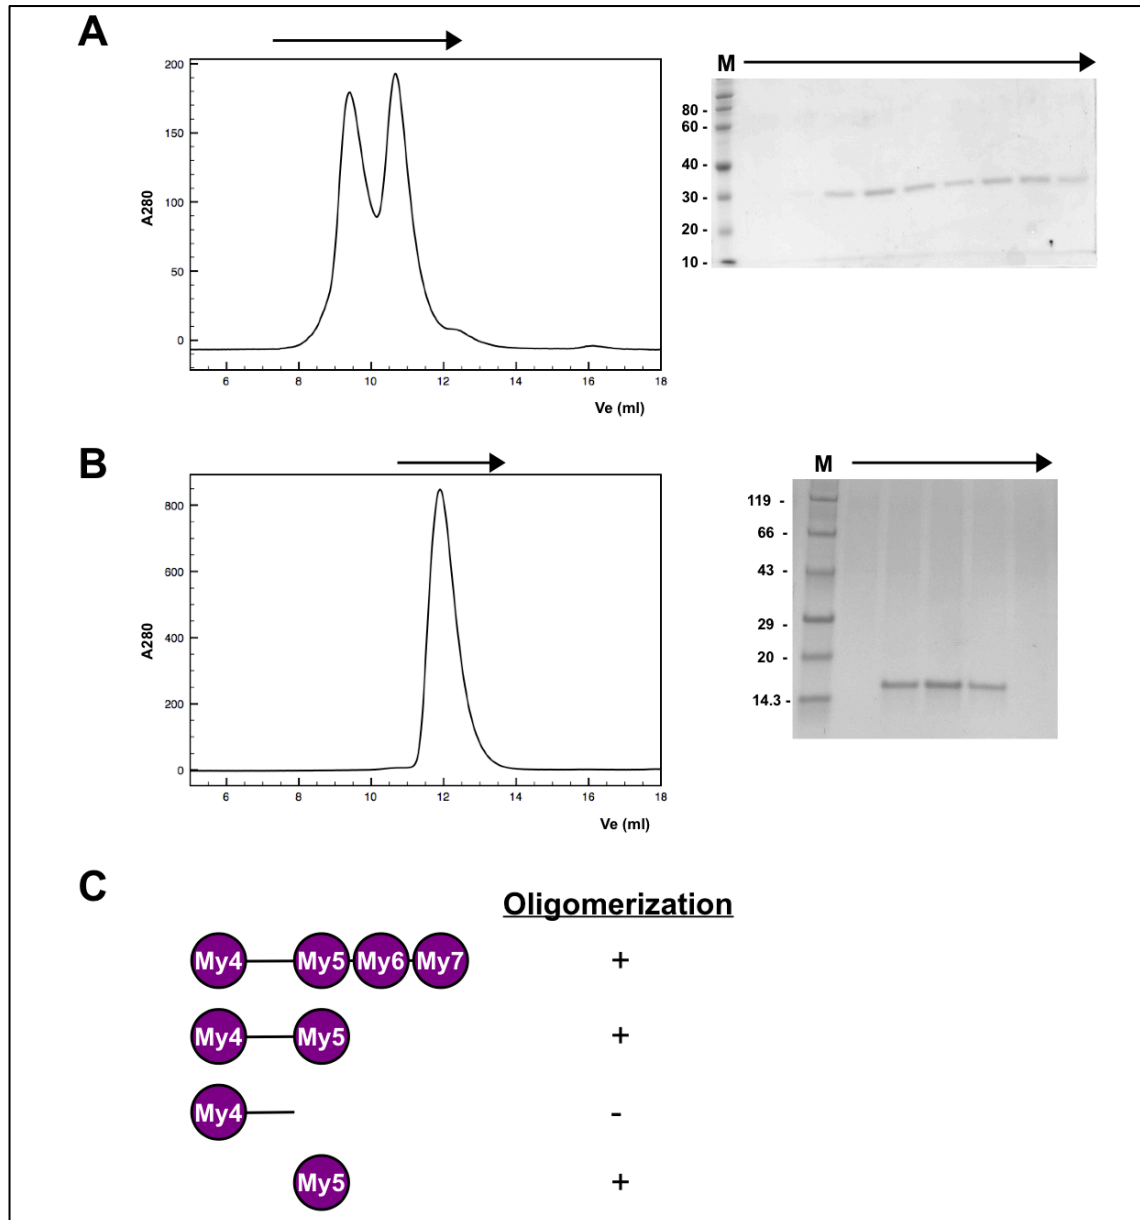 A
200
150
100
50
0
A280
6 8 10 12 14 16 18
Ve (ml)
M
80 -
60 -
40 -
30 -
20 -
10 -
B
800
600
400
200
0
A280
6 8 10 12 14 16 18
Ve (ml)
M
119 -
66 -
43 -
29 -
20 -
14.3 -
C
Oligomerization
My4 My5 My6 My7 +
My4 My5 +
My4 -
My5 +